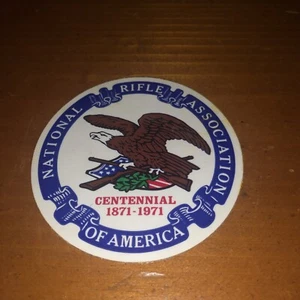 NATIONAL RIFLE ASSOCIATION
OF AMERICA
CENTENNIAL
1871-1971